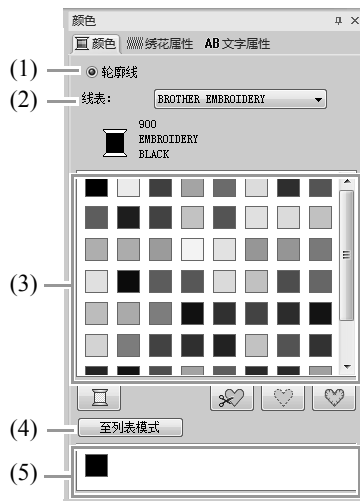 颜色
颜色 绣花属性 AB 文字属性
(1) 轮廓线
(2) 线表: BROTHER EMBROIDERY
900
EMBROIDERY
BLACK
(3)
(4) 至列表模式
(5)